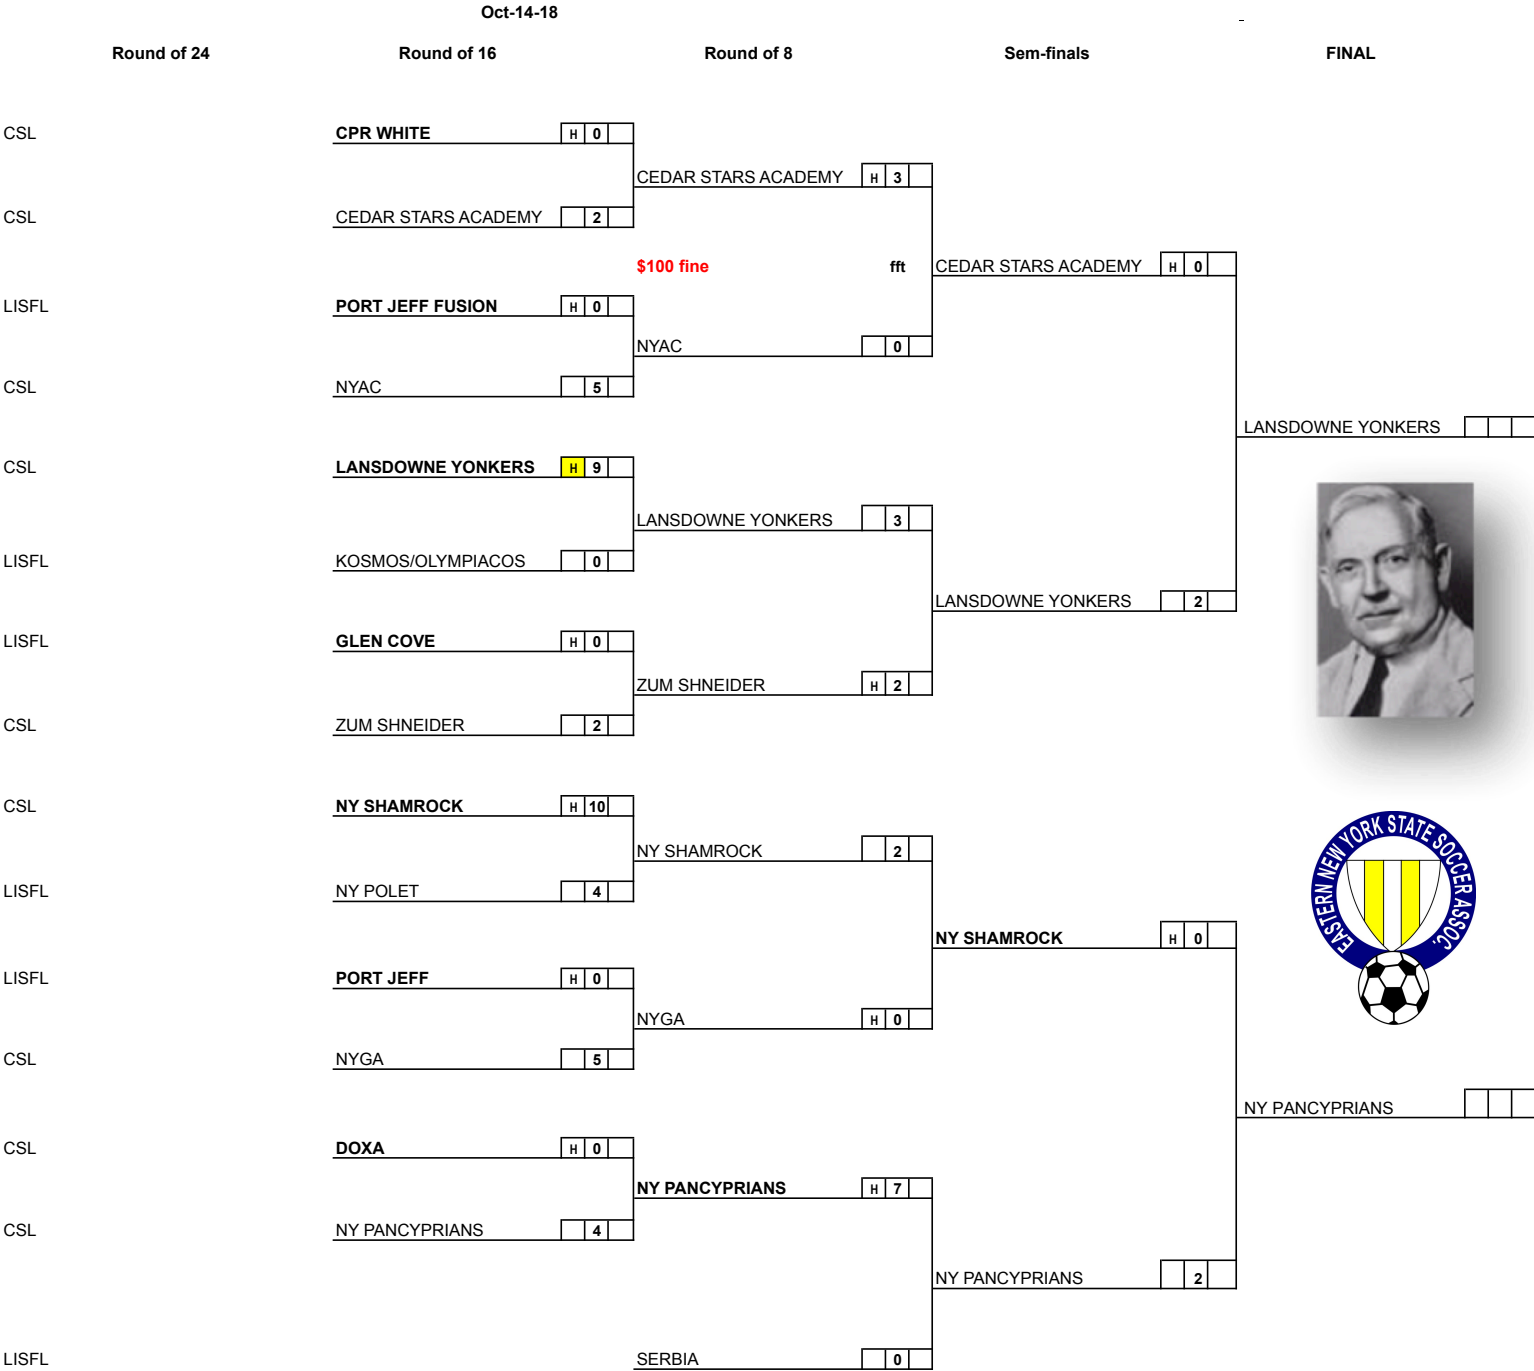 Oct-14-18
Round of 24 Round of 16 Round of 8 Sem-finals FINAL
CSL CPR WHITE H 0
CEDAR STARS ACADEMY H 3
CSL CEDAR STARS ACADEMY 2
$100 fine fft CEDAR STARS ACADEMY H 0
LISFL PORT JEFF FUSION H 0
NYAC 0
CSL NYAC 5
LANSDOWNE YONKERS
CSL LANSDOWNE YONKERS H 9
LANSDOWNE YONKERS 3
LISFL KOSMOS/OLYMPIACOS 0
LANSDOWNE YONKERS 2
LISFL GLEN COVE H 0
ZUM SHNEIDER H 2
CSL ZUM SHNEIDER 2
CSL NY SHAMROCK H 10
NY SHAMROCK 2
EASTERN NEW YORK STATE SOCCER ASSOC.
LISFL NY POLET 4
NY SHAMROCK H 0
LISFL PORT JEFF H 0
NYGA H 0
CSL NYGA 5
NY PANCYPRIANS
CSL DOXA H 0
NY PANCYPRIANS H 7
CSL NY PANCYPRIANS 4
NY PANCYPRIANS 2
LISFL SERBIA 0